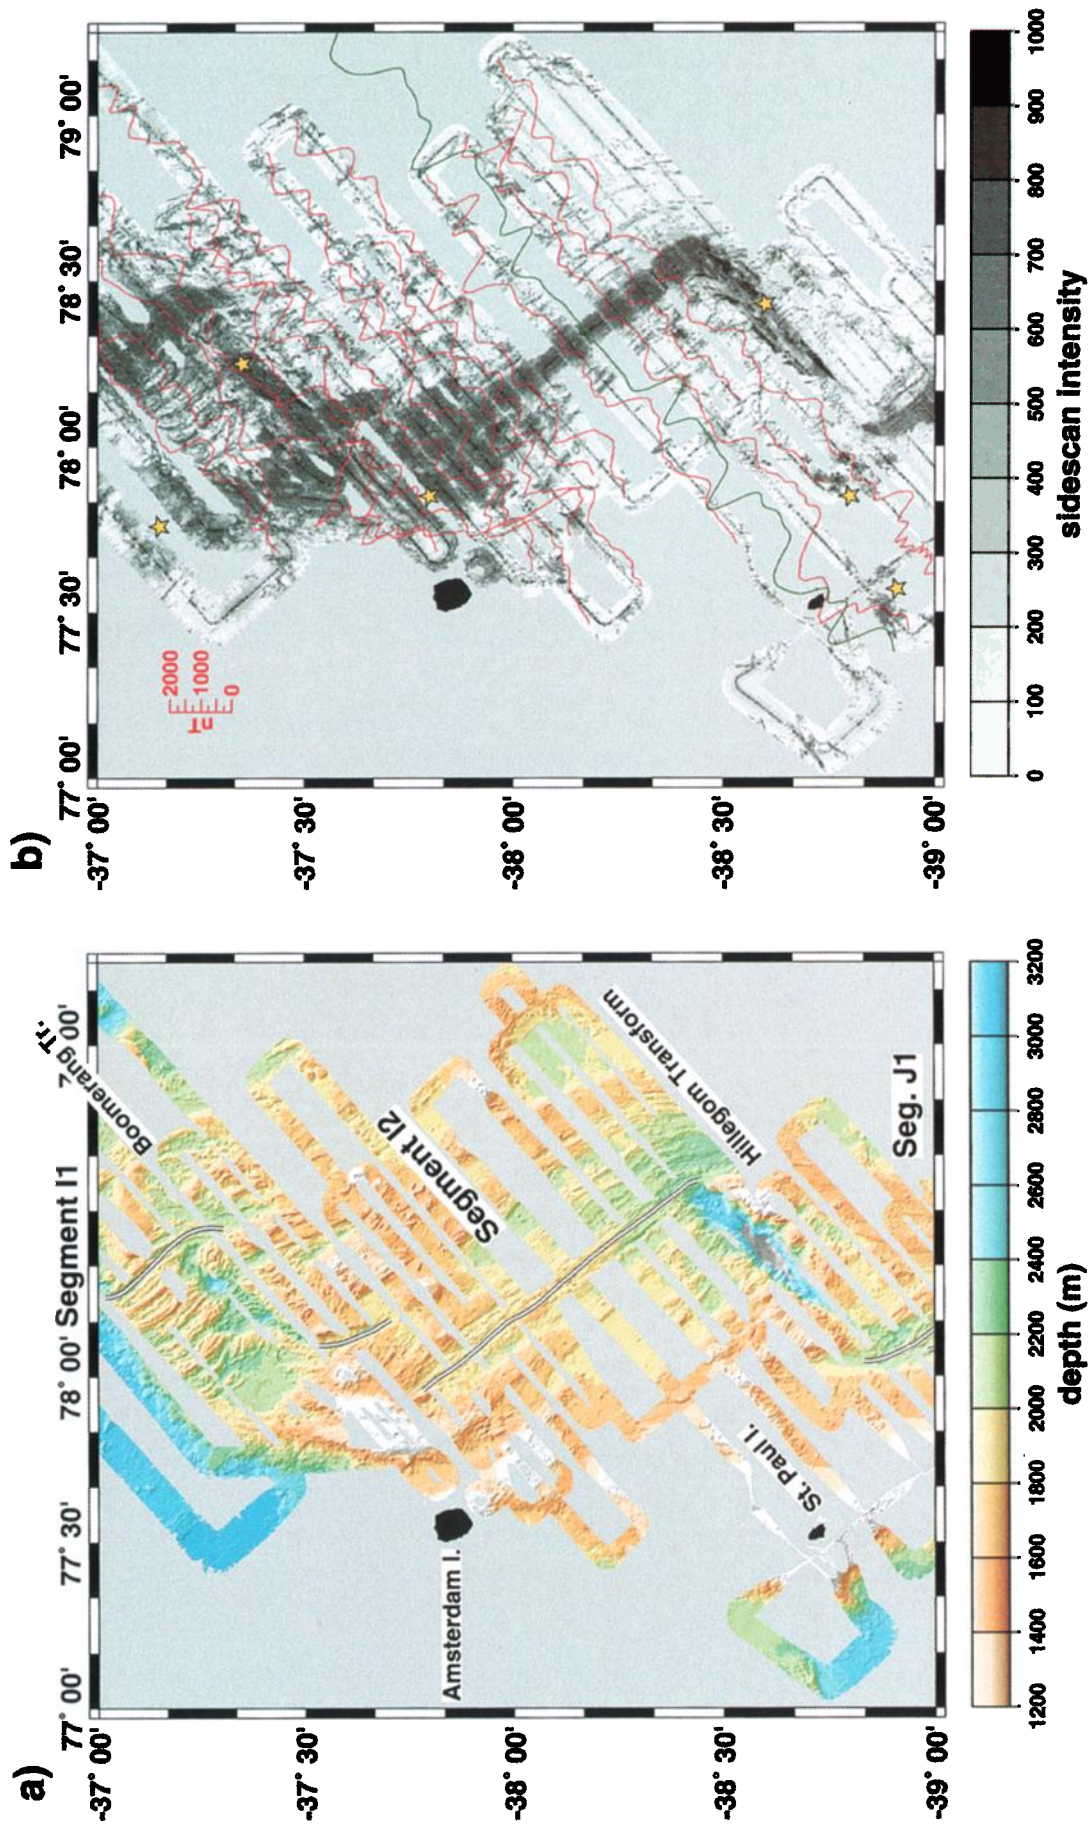 a)
77° 00'
77° 30'
78° 00'
Segment I1
00'
Boomerang Tr.
-37° 00'
-37° 30'
-38° 00'
-38° 30'
-39° 00'
Segment I2
Hillegom Transform
Seg. J1
Amsterdam I.
St. Paul I.
1200 1400 1600 1800 2000 2200 2400 2600 2800 3000 3200
depth (m)
b)
77° 00'
77° 30'
78° 00'
78° 30'
79° 00'
-37° 00'
-37° 30'
-38° 00'
-38° 30'
-39° 00'
2000
1000
0
nT
0 100 200 300 400 500 600 700 800 900 1000
sidescan intensity